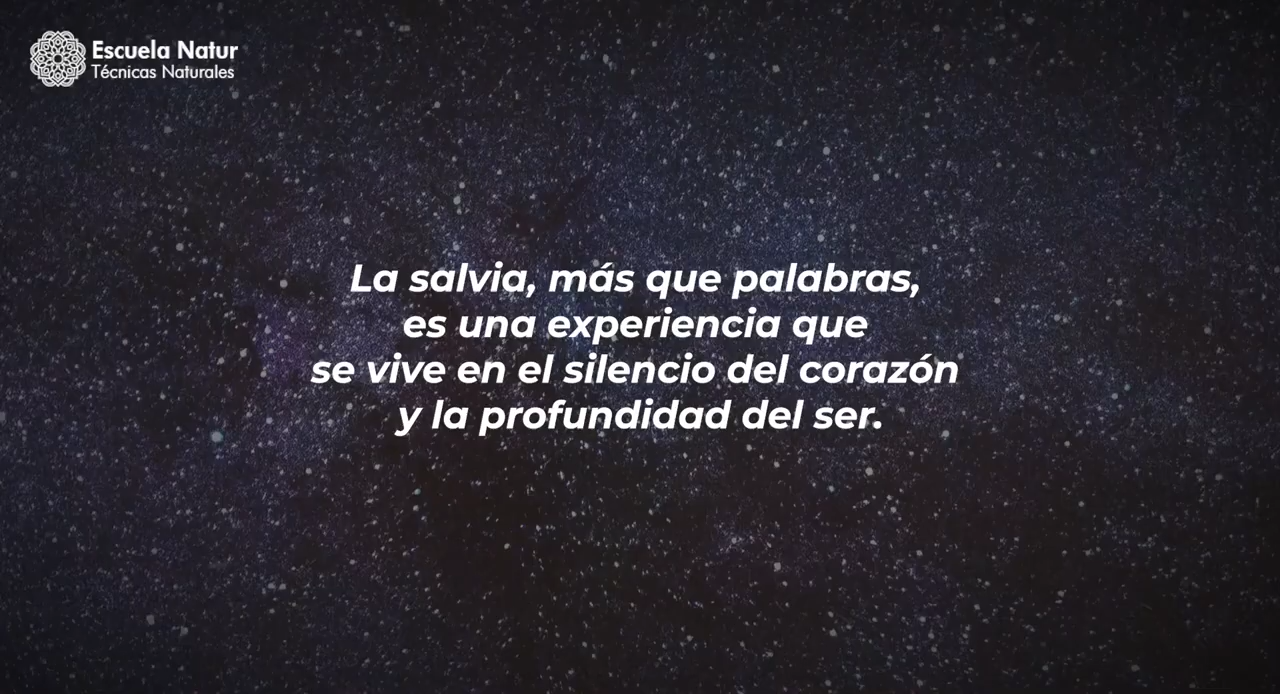 Escuela Natur
Técnicas Naturales
La salvia, más que palabras,
es una experiencia que
se vive en el silencio del corazón
y la profundidad del ser.